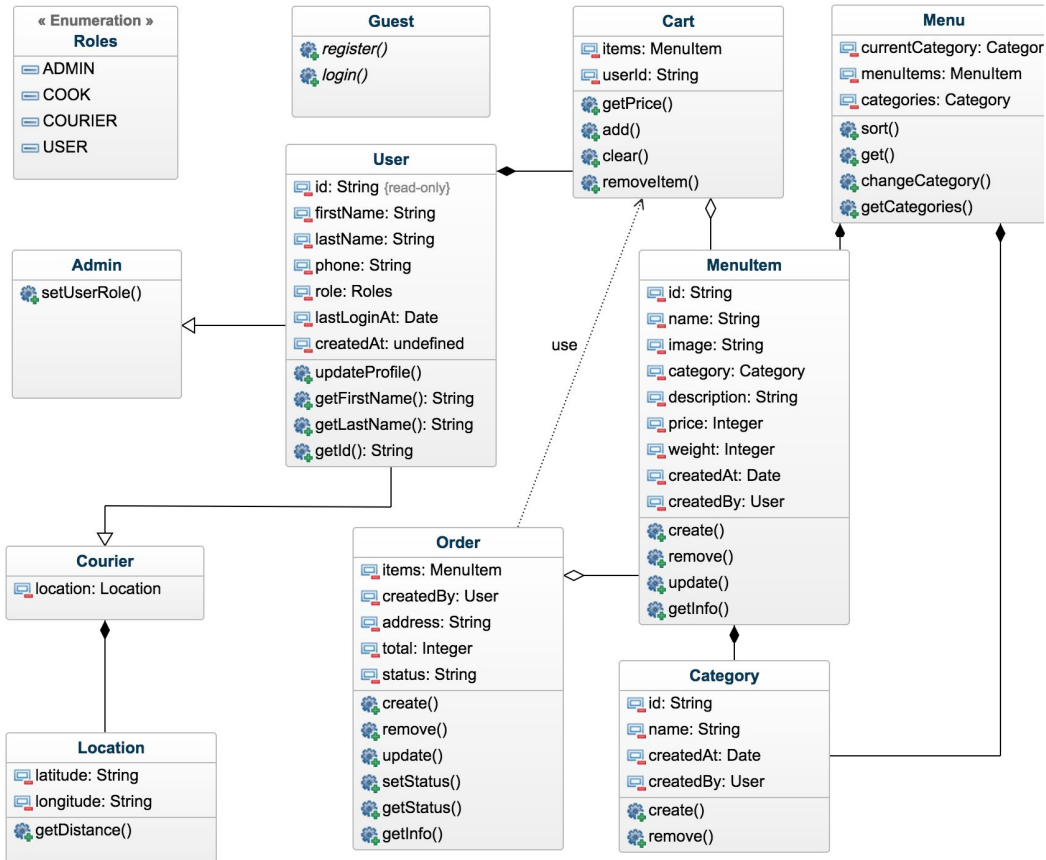 « Enumeration »
Roles
ADMIN
COOK
COURIER
USER
Guest
register()
login()
Cart
items: MenuItem
userId: String
getPrice()
add()
clear()
removeItem()
Menu
currentCategory: Categor
menuItems: MenuItem
categories: Category
sort()
get()
changeCategory()
getCategories()
User
id: String {read-only}
firstName: String
lastName: String
phone: String
role: Roles
lastLoginAt: Date
createdAt: undefined
updateProfile()
getFirstName(): String
getLastName(): String
getId(): String
Admin
setUserRole()
MenuItem
id: String
name: String
image: String
category: Category
description: String
price: Integer
weight: Integer
createdAt: Date
createdBy: User
create()
remove()
update()
getInfo()
use
Courier
location: Location
Order
items: MenuItem
createdBy: User
address: String
total: Integer
status: String
create()
remove()
update()
setStatus()
getStatus()
getInfo()
Category
id: String
name: String
createdAt: Date
createdBy: User
create()
remove()
Location
latitude: String
longitude: String
getDistance()